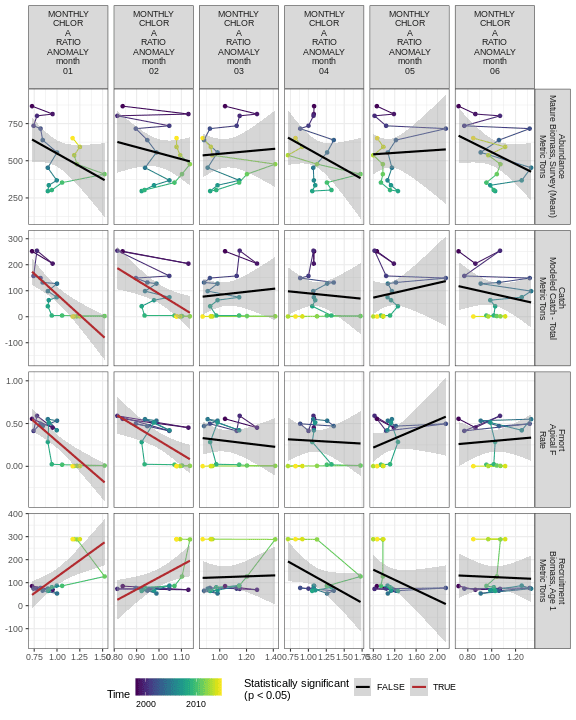 MONTHLY MONTHLY MONTHLY MONTHLY MONTHLY MONTHLY
CHLOR CHLOR CHLOR CHLOR CHLOR CHLOR
A A A A A A
RATIO RATIO RATIO RATIO RATIO RATIO
ANOMALY ANOMALY ANOMALY ANOMALY ANOMALY ANOMALY
month month month month month month
01 02 03 04 05 06
750
500
250
Abundance
Mature Biomass, Survey (Mean)
Metric Tons
300
200
100
0
-100
Catch
Modeled Catch - Total
Metric Tons
1.00
0.50
0.00
Fmort
Apical F
Rate
400
300
200
100
0
-100
Recruitment
Biomass, Age 1
Metric Tons
0.75 1.00 1.25 1.50 0.80 1.00 1.10 1.00 1.20 1.40 0.75 1.00 1.25 1.50 1.75 0.80 1.20 1.60 2.00 0.80 1.00 1.20
Time
2000 2010
Statistically significant
(p < 0.05)
FALSE TRUE